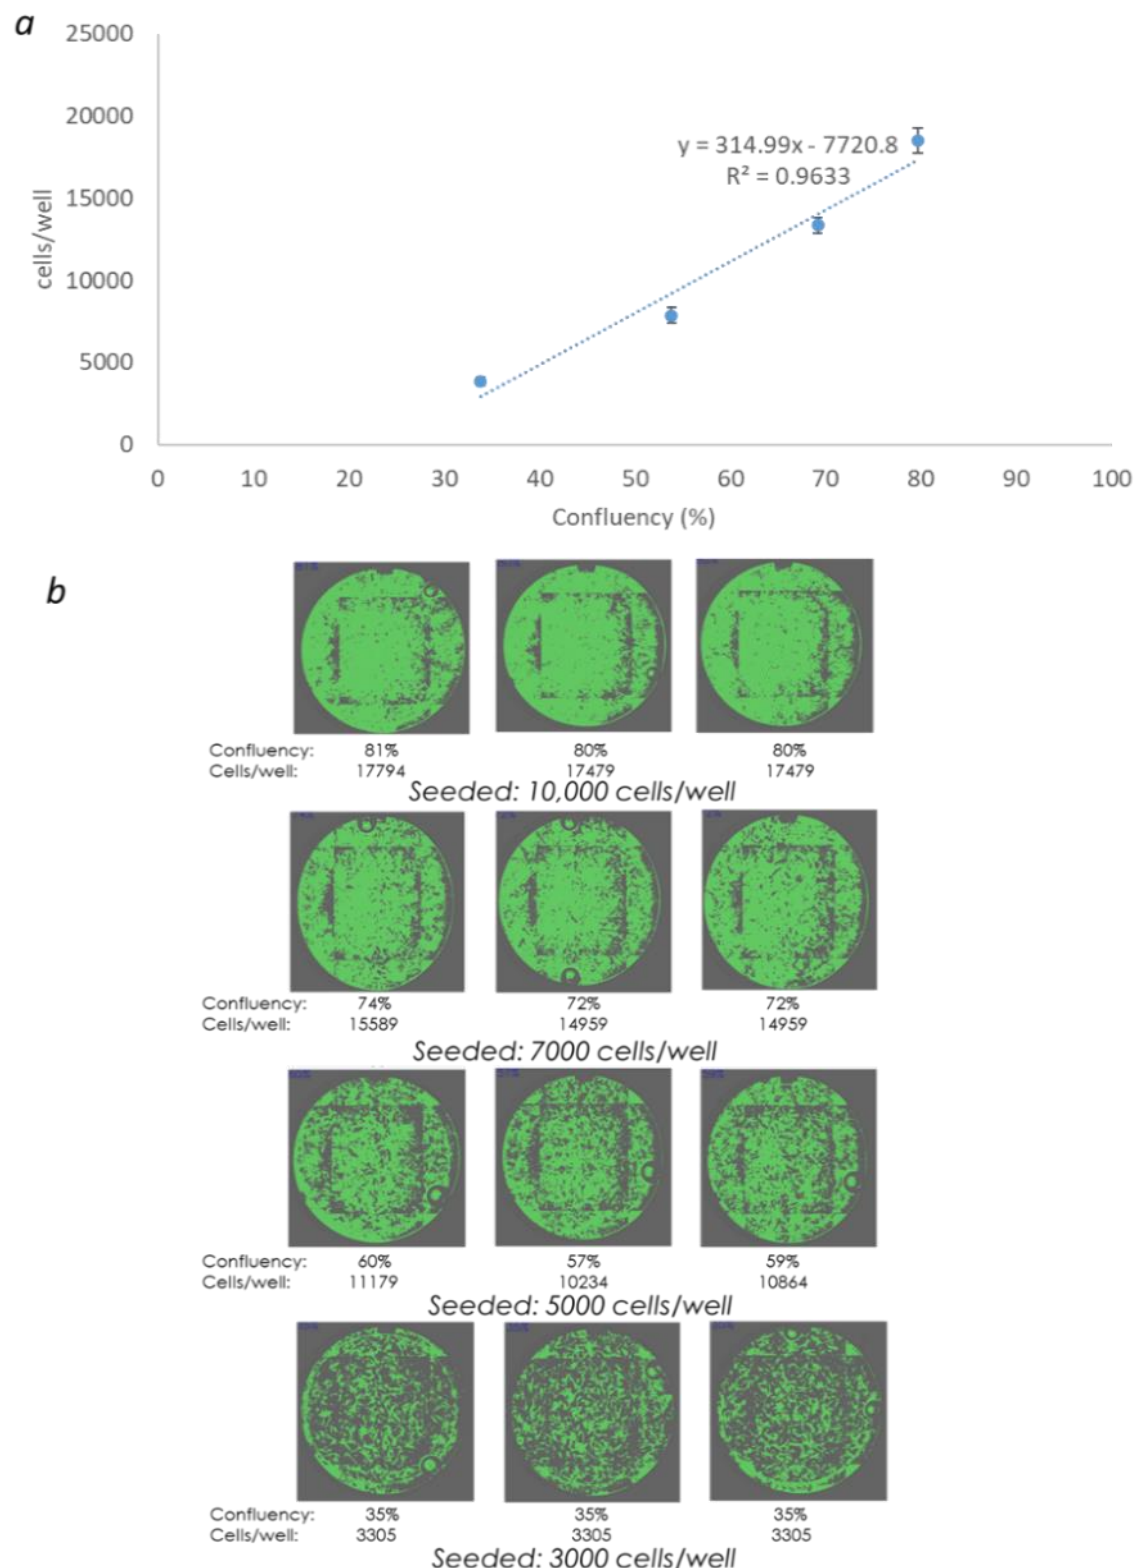 a
25000
20000
15000
10000
5000
0
cells/well
y = 314.99x - 7720.8
R² = 0.9633
0 10 20 30 40 50 60 70 80 90 100
Confluency (%)
b
Confluency: 81% 80% 80%
Cells/well: 17794 17479 17479
Seeded: 10,000 cells/well
Confluency: 74% 72% 72%
Cells/well: 15589 14959 14959
Seeded: 7000 cells/well
Confluency: 60% 57% 59%
Cells/well: 11179 10234 10864
Seeded: 5000 cells/well
Confluency: 35% 35% 35%
Cells/well: 3305 3305 3305
Seeded: 3000 cells/well